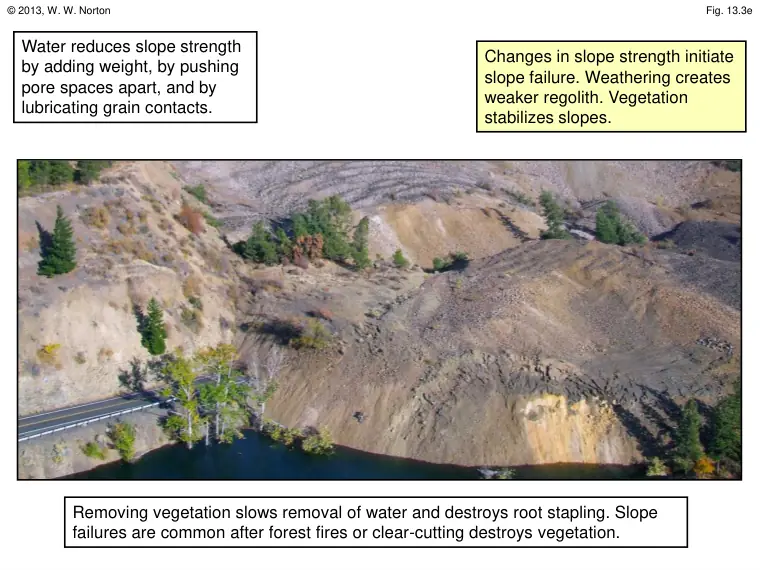 © 2013, W. W. Norton
Fig. 13.3e
Water reduces slope strength
by adding weight, by pushing
pore spaces apart, and by
lubricating grain contacts.
Changes in slope strength initiate
slope failure. Weathering creates
weaker regolith. Vegetation
stabilizes slopes.
Removing vegetation slows removal of water and destroys root stapling. Slope
failures are common after forest fires or clear-cutting destroys vegetation.